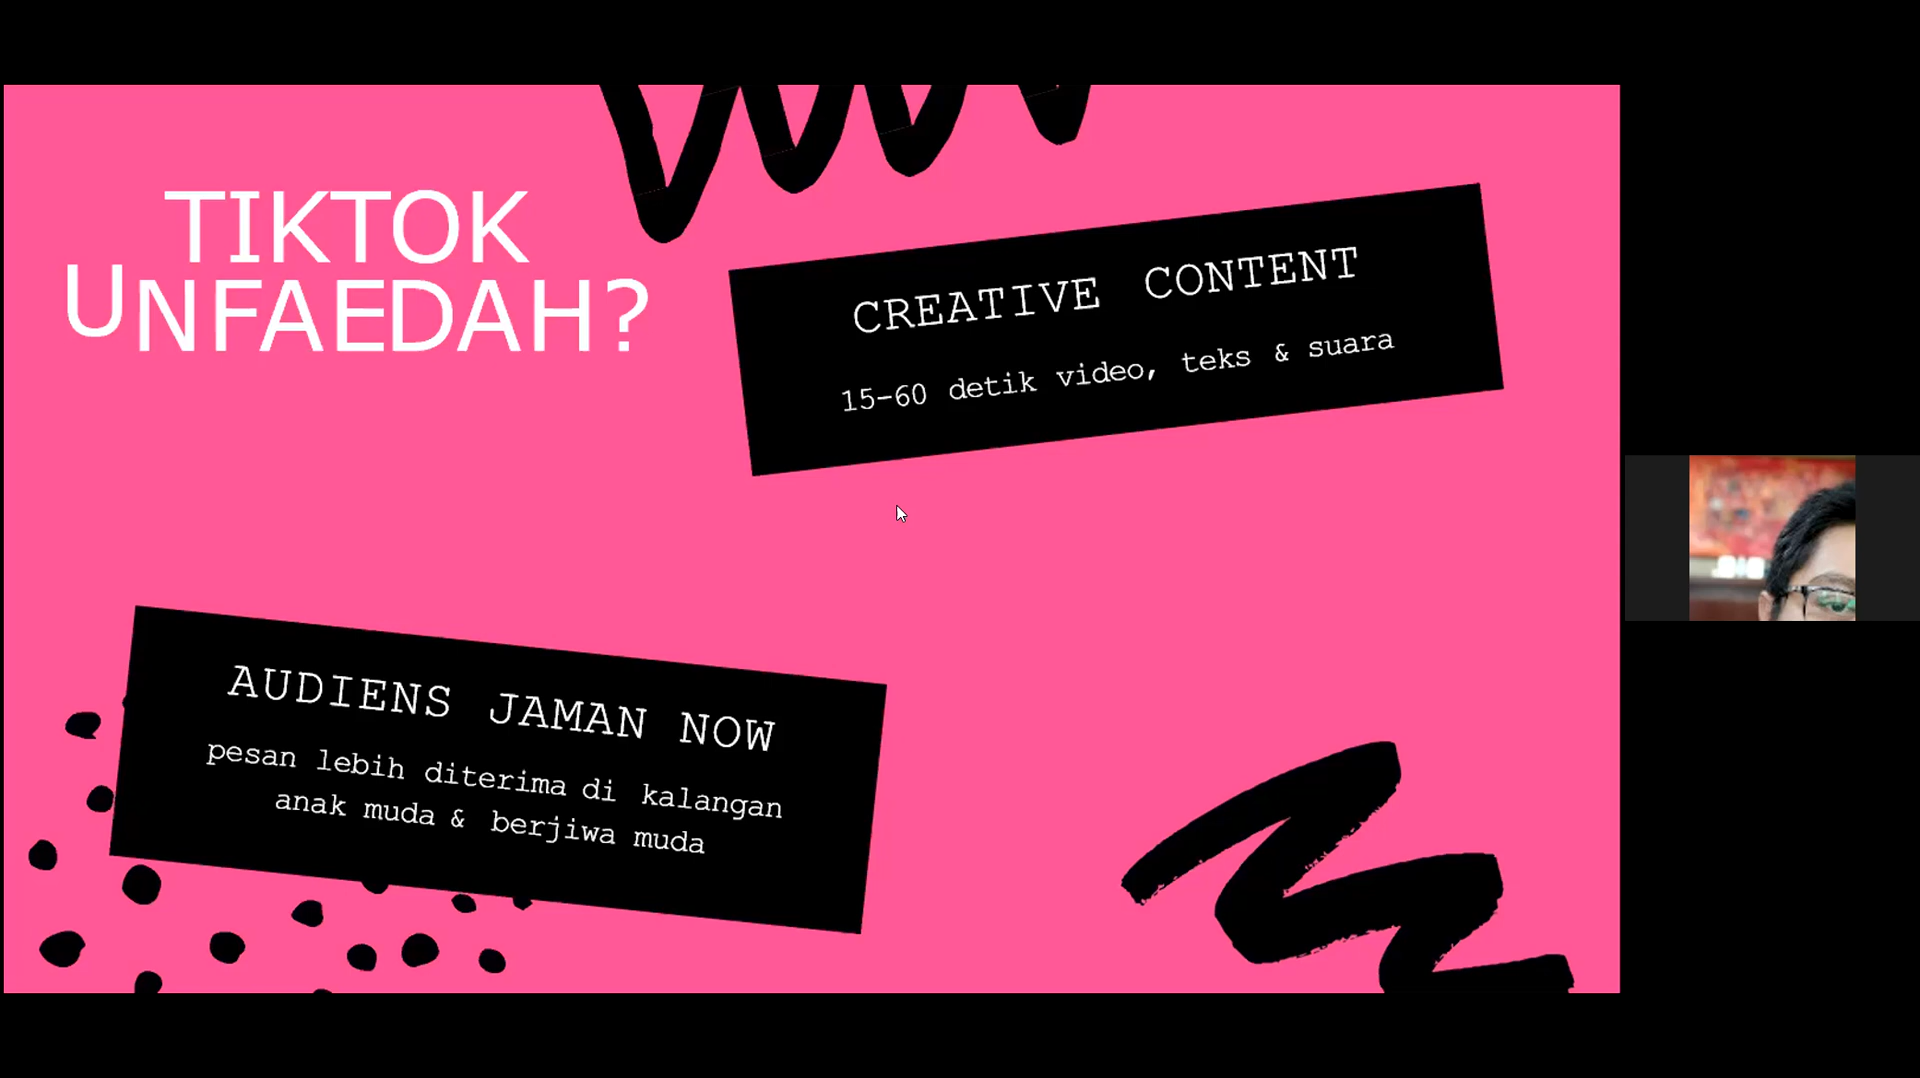 TIKTOK
UNFAEDAH?
CREATIVE CONTENT
15-60 detik video, teks & suara
AUDIENS JAMAN NOW
pesan lebih diterima di kalangan
anak muda & berjiwa muda